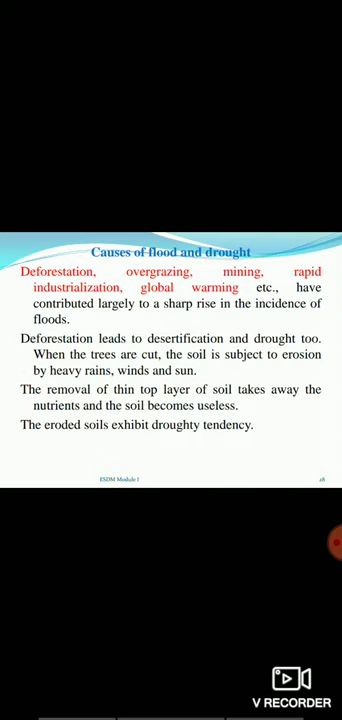 Causes of flood and drought
Deforestation, overgrazing, mining, rapid
industrialization, global warming etc., have
contributed largely to a sharp rise in the incidence of
floods.
Deforestation leads to desertification and drought too.
When the trees are cut, the soil is subject to erosion
by heavy rains, winds and sun.
The removal of thin top layer of soil takes away the
nutrients and the soil becomes useless.
The eroded soils exhibit droughty tendency.
ESDM Module I
28
V RECORDER